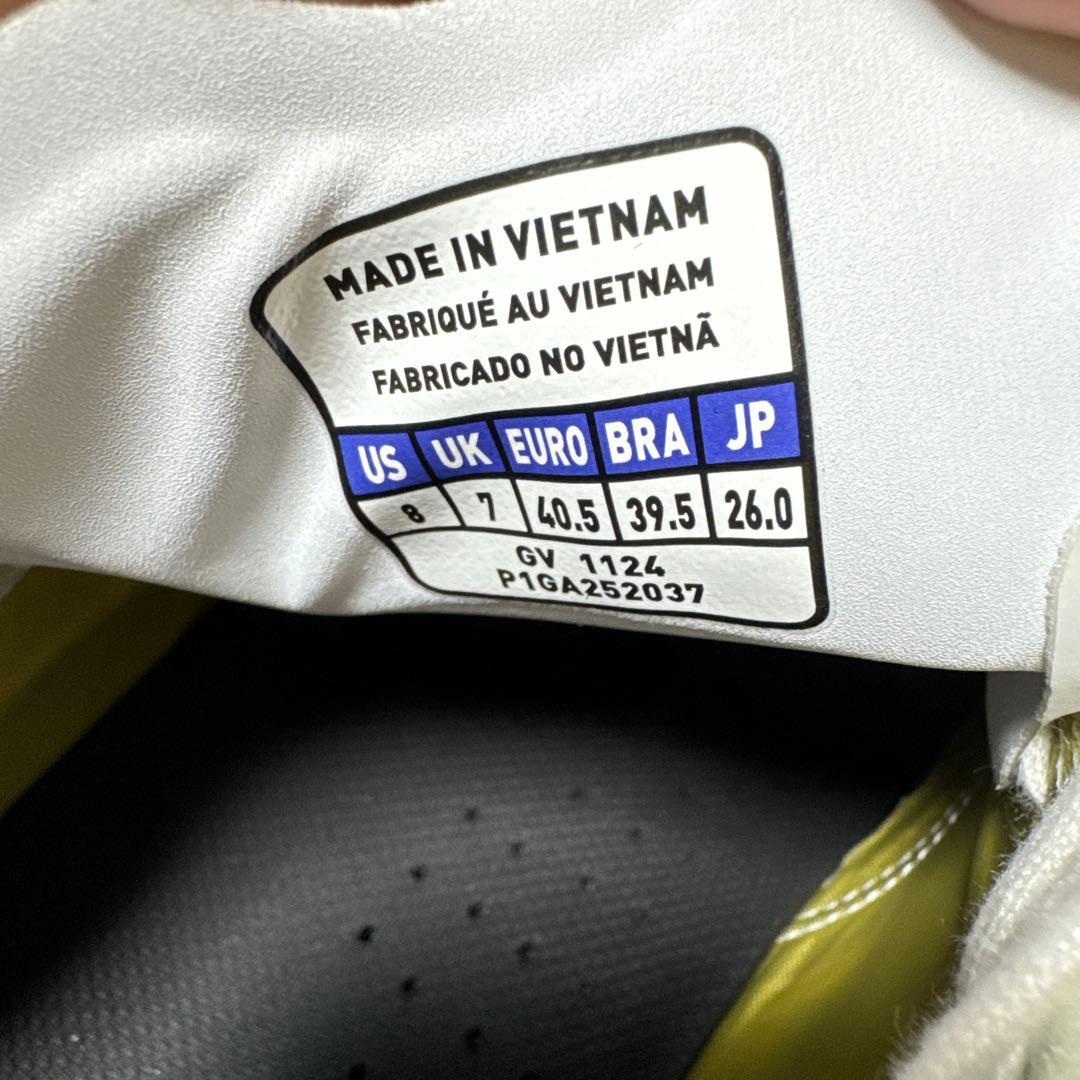 MADE IN VIETNAM
FABRIQUÉ AU VIETNAM
FABRICADO NO VIETNÃ
US UK EURO BRA JP
8 7 40.5 39.5 26.0
GV 1124
P1GA252037